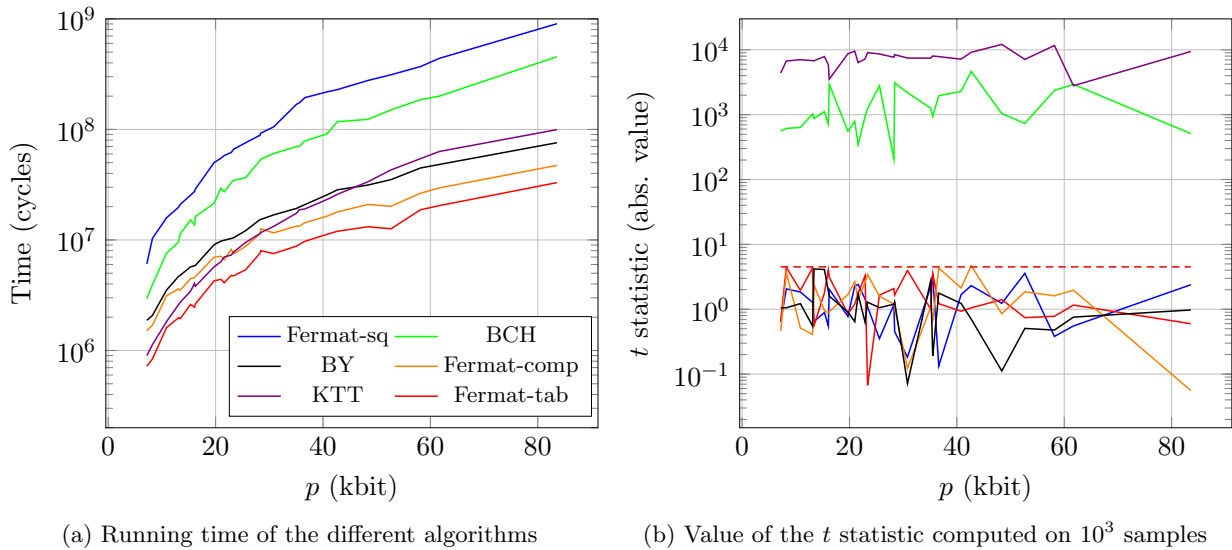 10^9
10^8
10^7
10^6
Time (cycles)
Fermat-sq BCH
BY Fermat-comp
KTT Fermat-tab
0 20 40 60 80
p (kbit)
(a) Running time of the different algorithms
10^4
10^3
10^2
10^1
10^0
10^−1
t statistic (abs. value)
0 20 40 60 80
p (kbit)
(b) Value of the t statistic computed on 10^3 samples